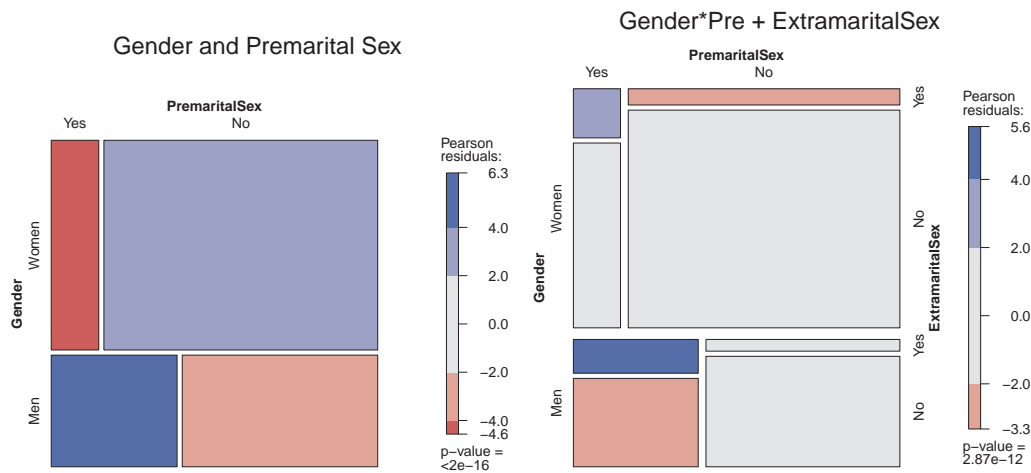 Gender and Premarital Sex
PremaritalSex
Yes
No
Gender
Women
Men
Pearson
residuals:
6.3
4.0
2.0
0.0
−2.0
−4.0
−4.6
p−value =
<2e−16
Gender*Pre + ExtramaritalSex
PremaritalSex
Yes
No
Gender
Women
Men
Yes
No
Yes
No
ExtramaritalSex
Pearson
residuals:
5.6
4.0
2.0
0.0
−2.0
−3.3
p−value =
2.87e−12